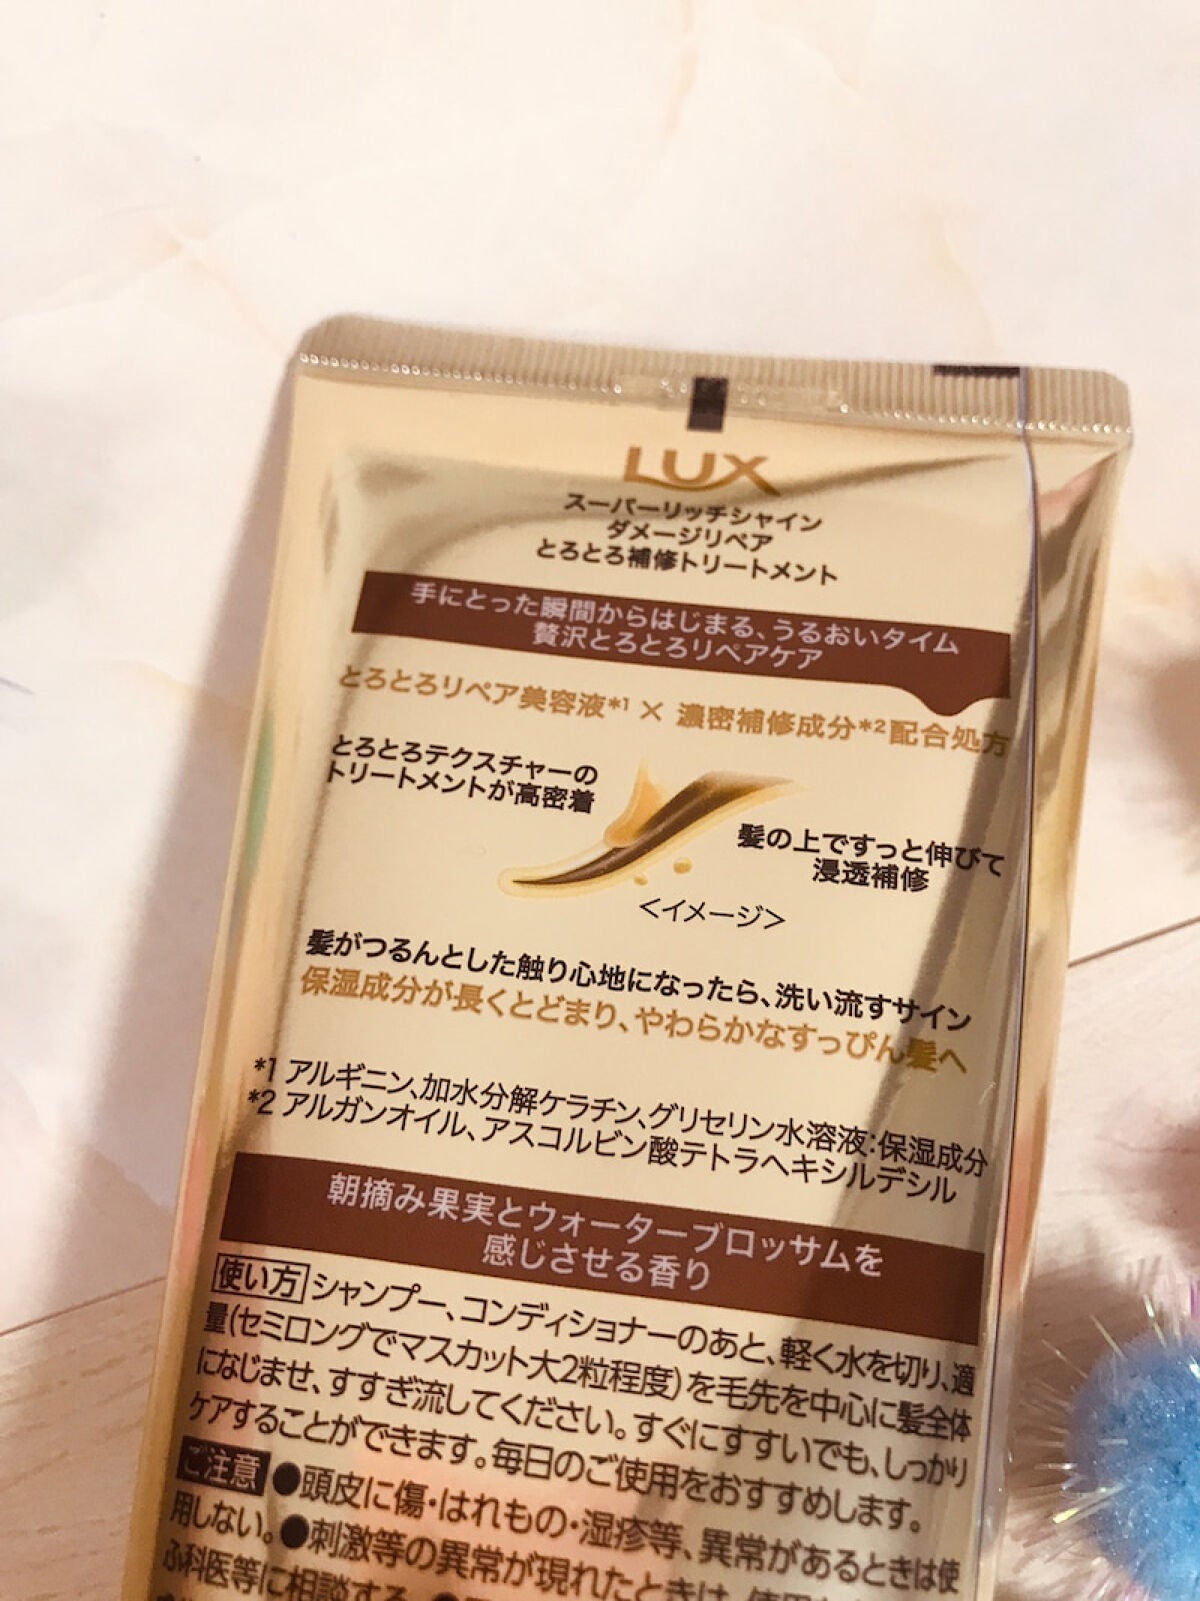 LUX
スーパーリッチシャイン
ダメージリペア
とろとろ補修トリートメント
手にとった瞬間からはじまる、うるおいタイム
贅沢とろとろリペアケア
とろとろリペア美容液*1 × 濃密補修成分*2配合処方
とろとろテクスチャーの
トリートメントが高密着
髪の上ですっと伸びて
浸透補修
<イメージ>
髪がつるんとした触り心地になったら、洗い流すサイン
保湿成分が長くとどまり、やわらかなすっぴん髪へ
*1 アルギニン、加水分解ケラチン、グリセリン水溶液:保湿成分
*2 アルガンオイル、アスコルビン酸テトラヘキシルデシル
朝摘み果実とウォーターブロッサムを
感じさせる香り
使い方 シャンプー、コンディショナーのあと、軽く水を切り、適
量(セミロングでマスカット大2粒程度)を毛先を中心に髪全体
になじませ、すすぎ流してください。すぐにすすいでも、しっかり
ケアすることができます。毎日のご使用をおすすめします。
ご注意 ●頭皮に傷・はれもの・湿疹等、異常があるときは使
用しない。●刺激等の異常が現れたときは、使用
ふ科医等に相談する。●